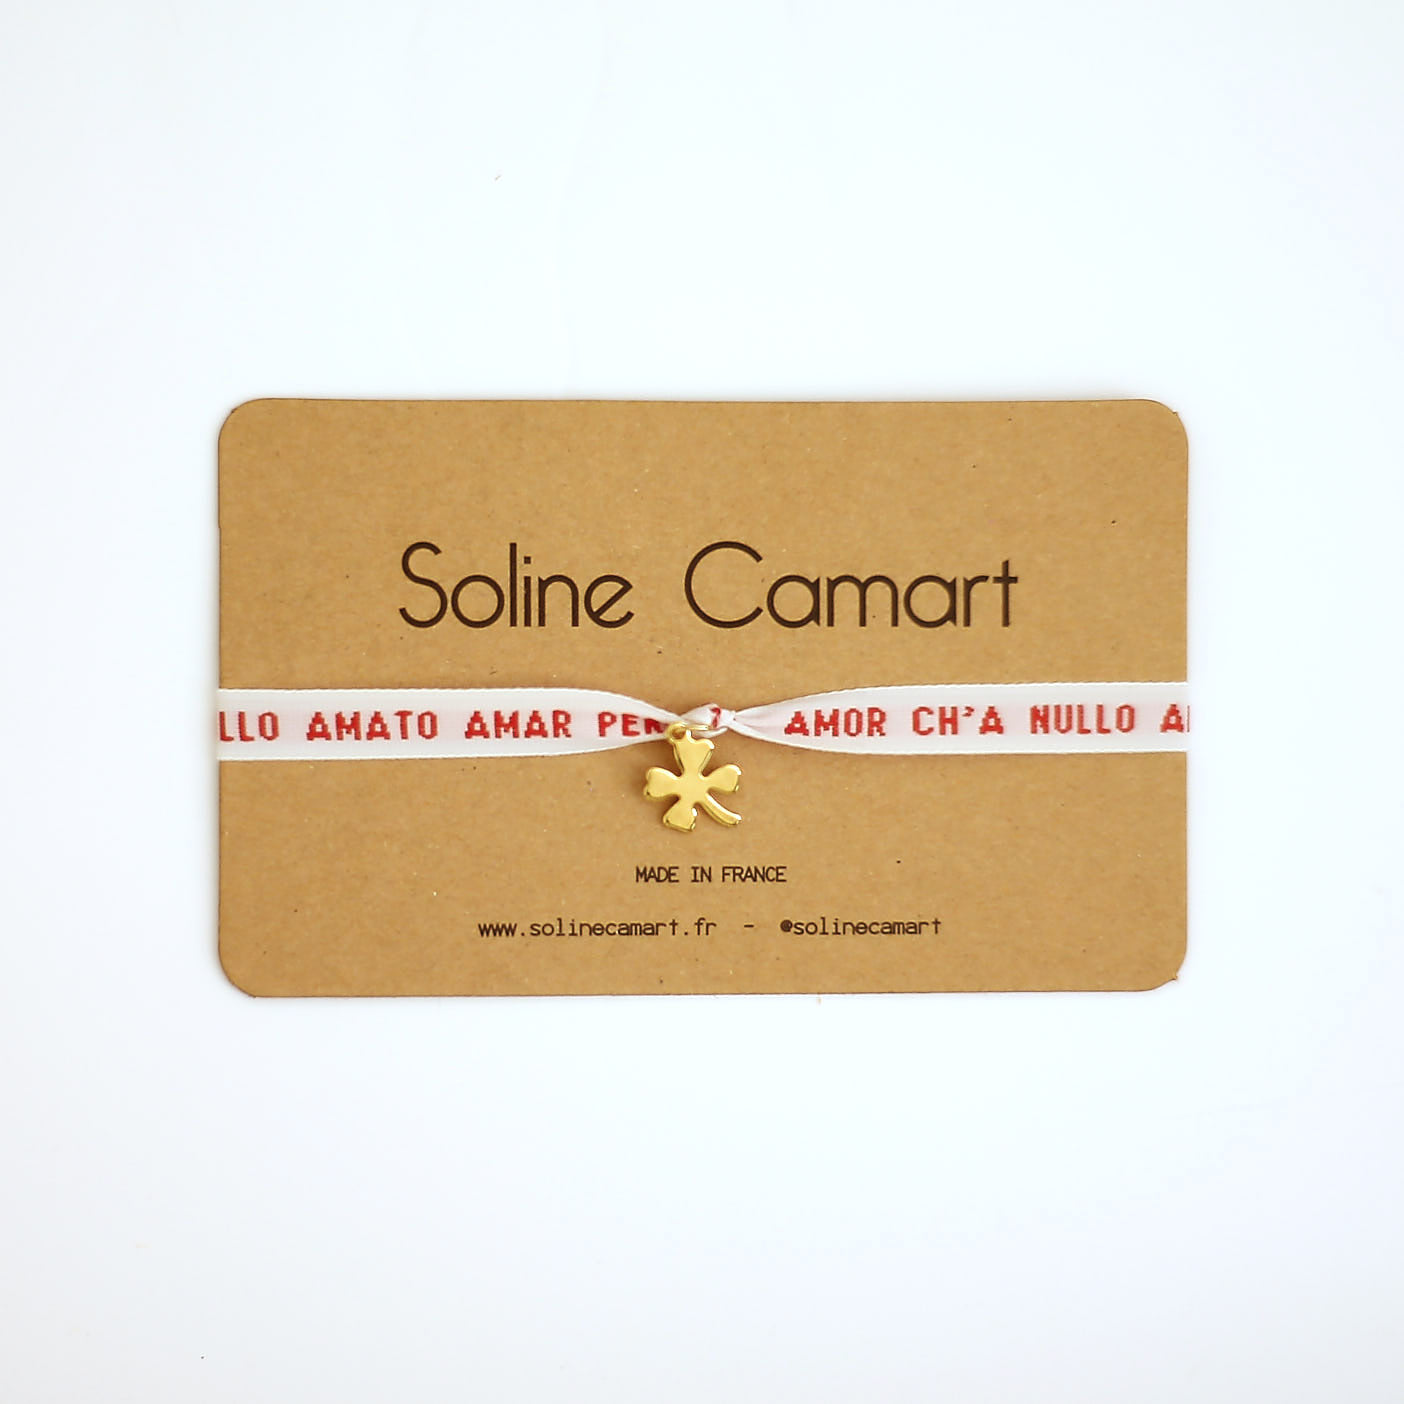 Soline Camart
LLO AMATO AMAR AMOR CH'A NULLO
MADE IN FRANCE
www.solinecamart.fr - @solinecamart